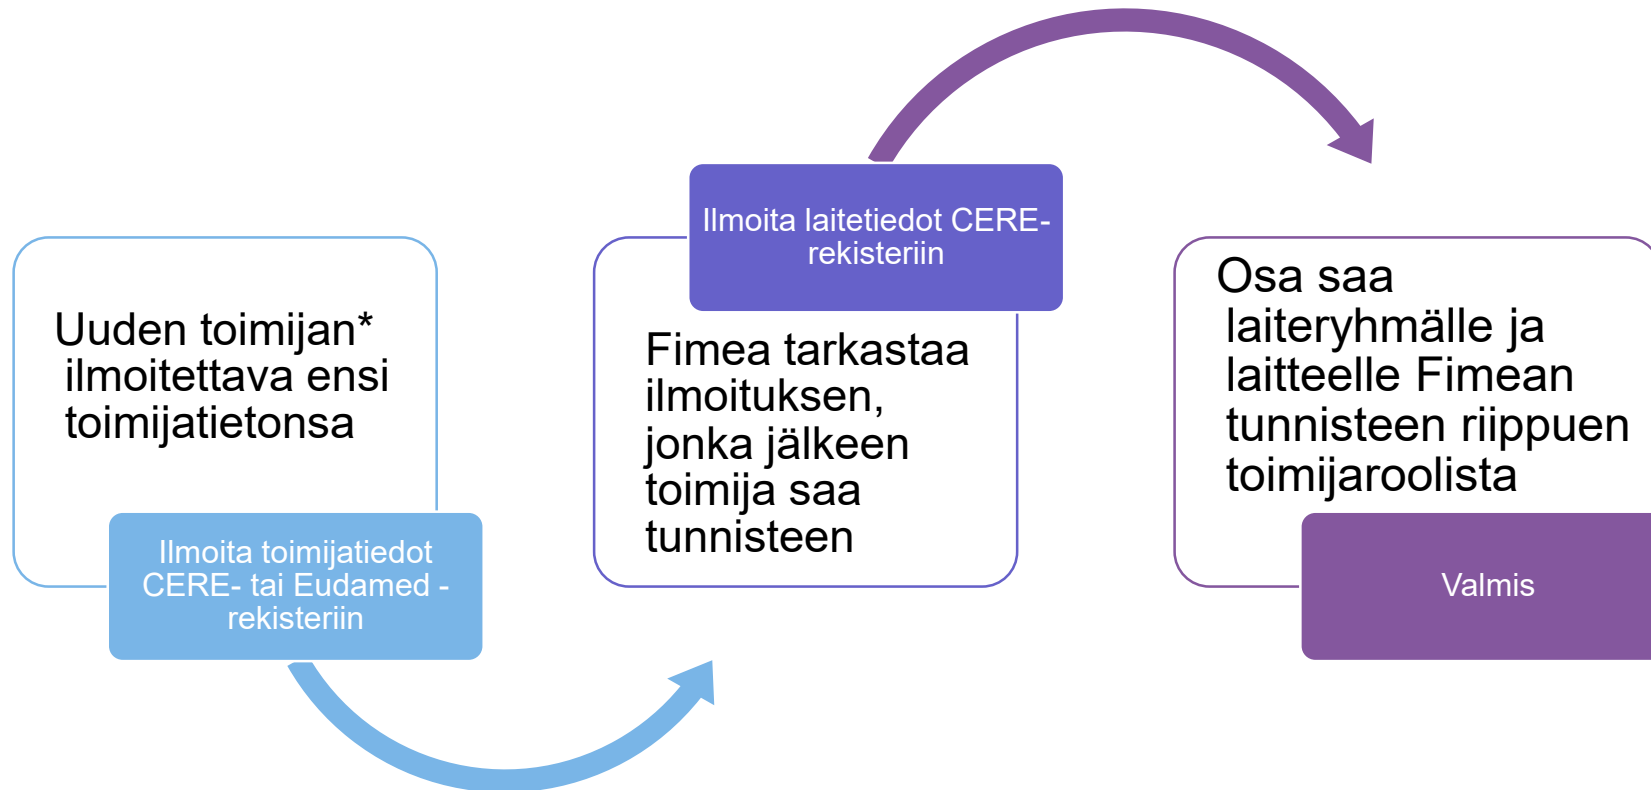 Uuden toimijan*
ilmoitettava ensi
toimijatietonsa
Ilmoita toimijatiedot
CERE- tai Eudamed -
rekisteriin
Ilmoita laitetiedot CERE-
rekisteriin
Fimea tarkastaa
ilmoituksen,
jonka jälkeen
toimija saa
tunnisteen
Osa saa
laiteryhmälle ja
laitteelle Fimean
tunnisteen riippuen
toimijaroolista
Valmis